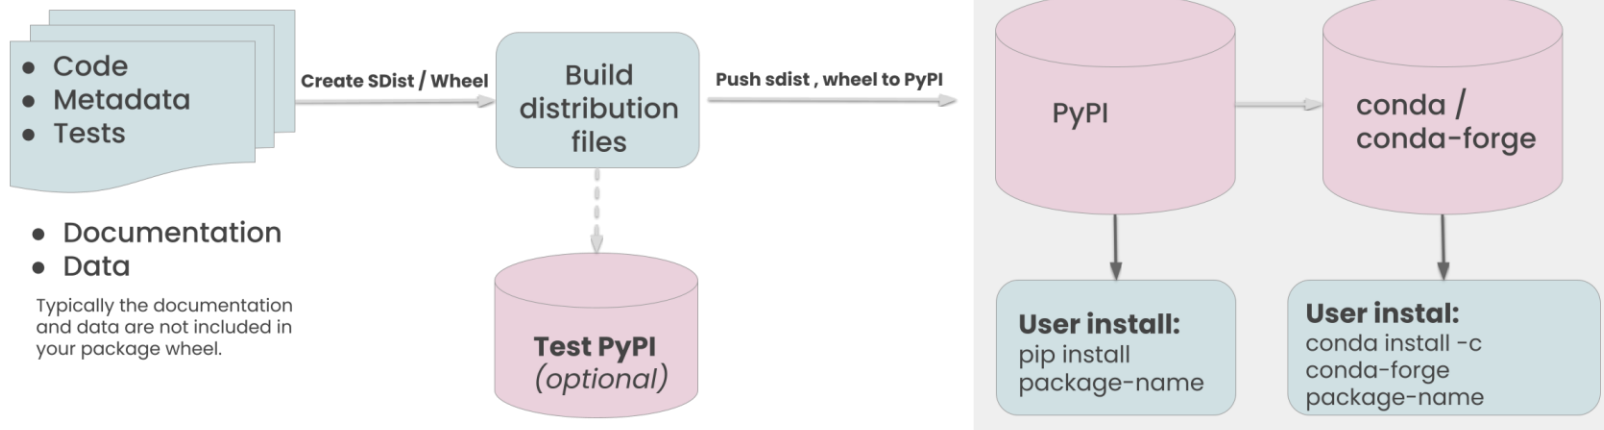 ● Code
● Metadata
● Tests
● Documentation
● Data
Typically the documentation
and data are not included in
your package wheel.
Create SDist / Wheel
Build
distribution
files
Test PyPI
(optional)
Push sdist , wheel to PyPI
PyPI
conda /
conda-forge
User install:
pip install
package-name
User instal:
conda install -c
conda-forge
package-name